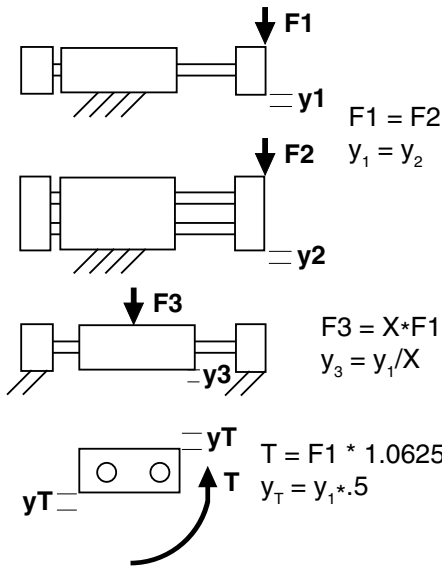 F1
y1
F1 = F2
y₁ = y₂
F2
y2
F3
F3 = X*F1
y₃ = y₁/X
y3
yT
T = F1 * 1.0625
T
yT
y_T = y₁*.5